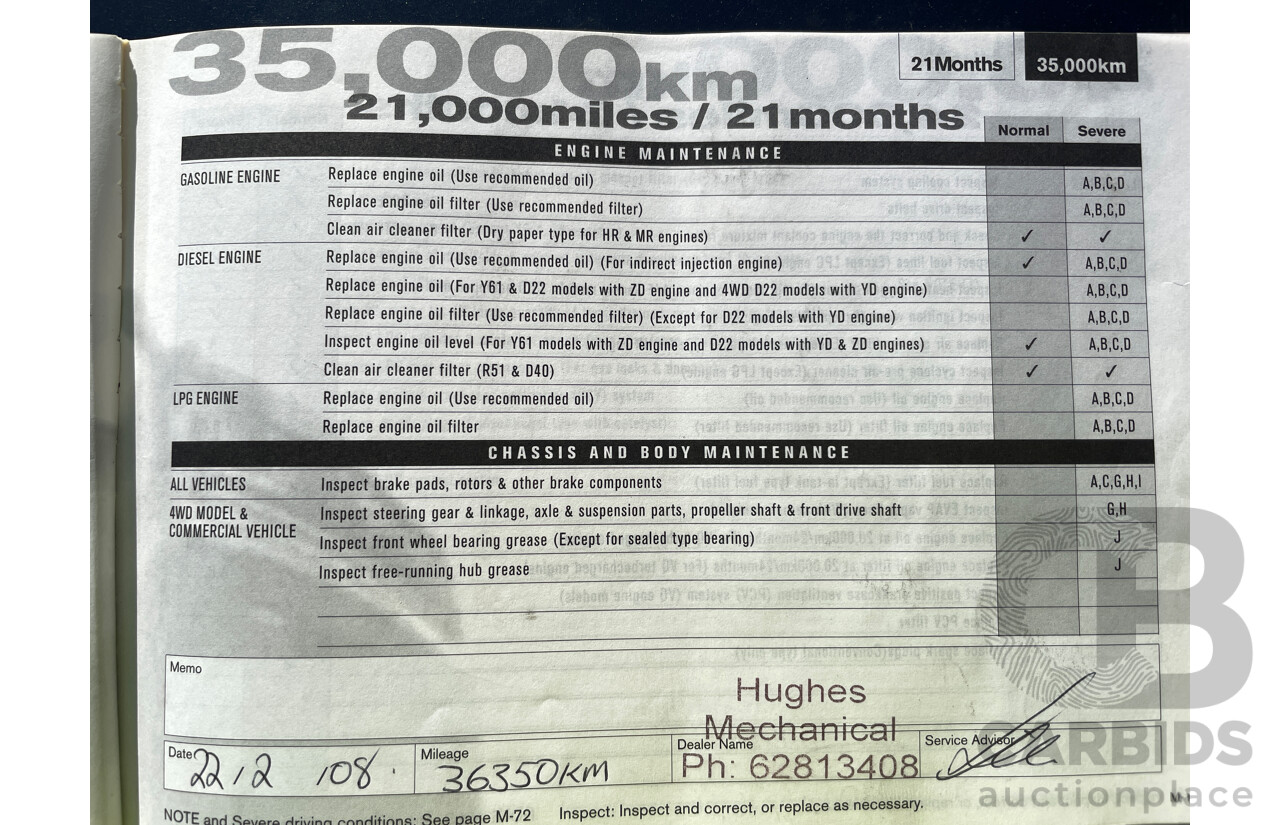 35,000km
21,000miles / 21months
21Months 35,000km
Normal Severe
ENGINE MAINTENANCE
GASOLINE ENGINE Replace engine oil (Use recommended oil) A,B,C,D
Replace engine oil filter (Use recommended filter) A,B,C,D
Clean air cleaner filter (Dry paper type for HR & MR engines) ✓ ✓
DIESEL ENGINE Replace engine oil (Use recommended oil) (For indirect injection engine) ✓ A,B,C,D
Replace engine oil (For Y61 & D22 models with ZD engine and 4WD D22 models with YD engine) A,B,C,D
Replace engine oil filter (Use recommended filter) (Except for D22 models with YD engine) A,B,C,D
Inspect engine oil level (For Y61 models with ZD engine and D22 models with YD & ZD engines) ✓ A,B,C,D
Clean air cleaner filter (R51 & D40) ✓ ✓
LPG ENGINE Replace engine oil (Use recommended oil) A,B,C,D
Replace engine oil filter A,B,C,D
CHASSIS AND BODY MAINTENANCE
ALL VEHICLES Inspect brake pads, rotors & other brake components A,C,G,H,I
4WD MODEL & Inspect steering gear & linkage, axle & suspension parts, propeller shaft & front drive shaft G,H
COMMERCIAL VEHICLE Inspect front wheel bearing grease (Except for sealed type bearing) J
Inspect free-running hub grease J
Memo
Hughes
Mechanical
Date 22/2/08. Mileage 36350KM Dealer Name Service Advisor
Ph: 62813408
NOTE and Severe driving conditions: See page M-72 Inspect: Inspect and correct, or replace as necessary.
CARBIDS
auctionplace